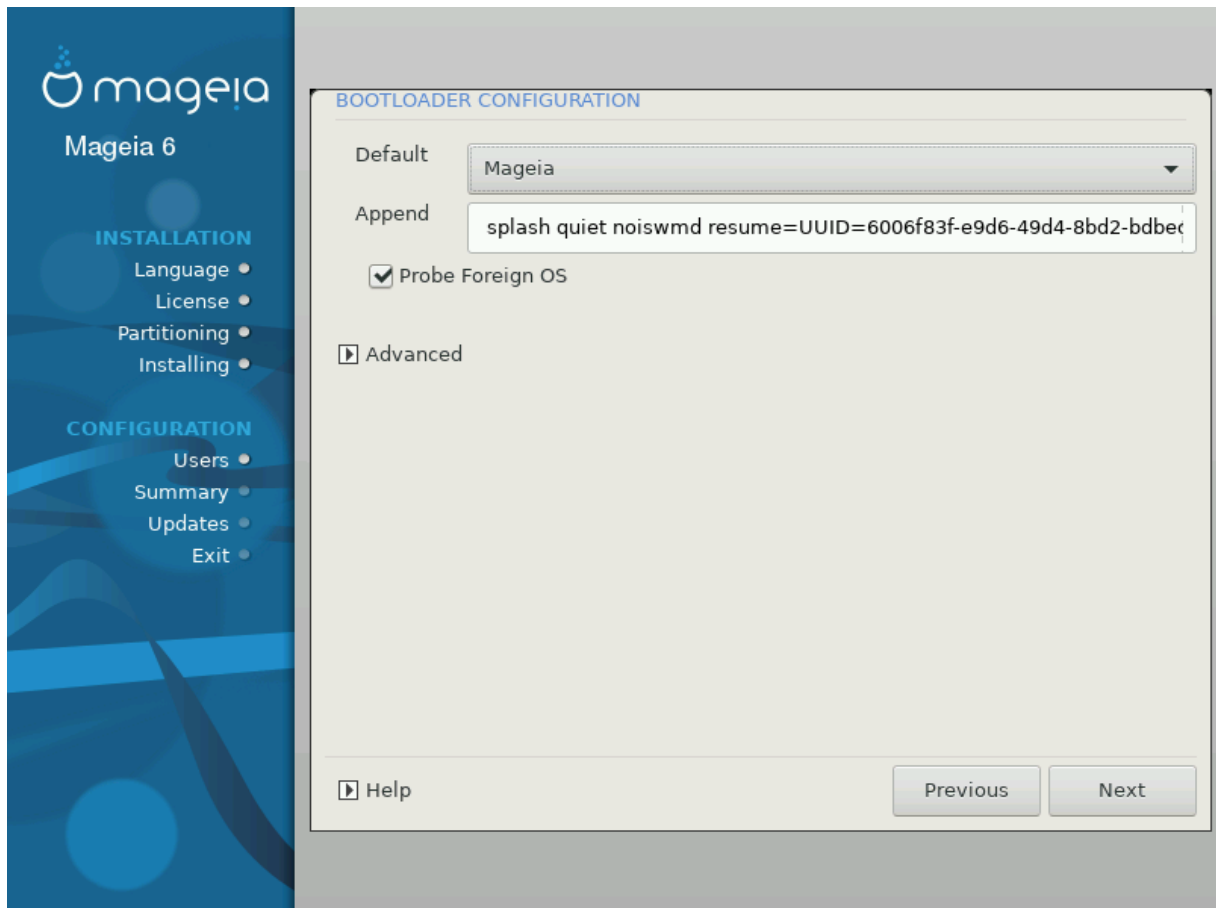 mageia
Mageia 6
INSTALLATION
Language
License
Partitioning
Installing
CONFIGURATION
Users
Summary
Updates
Exit
BOOTLOADER CONFIGURATION
Default
Mageia
Append
splash quiet noiswmd resume=UUID=6006f83f-e9d6-49d4-8bd2-bdbe
Probe Foreign OS
Advanced
Help
Previous
Next